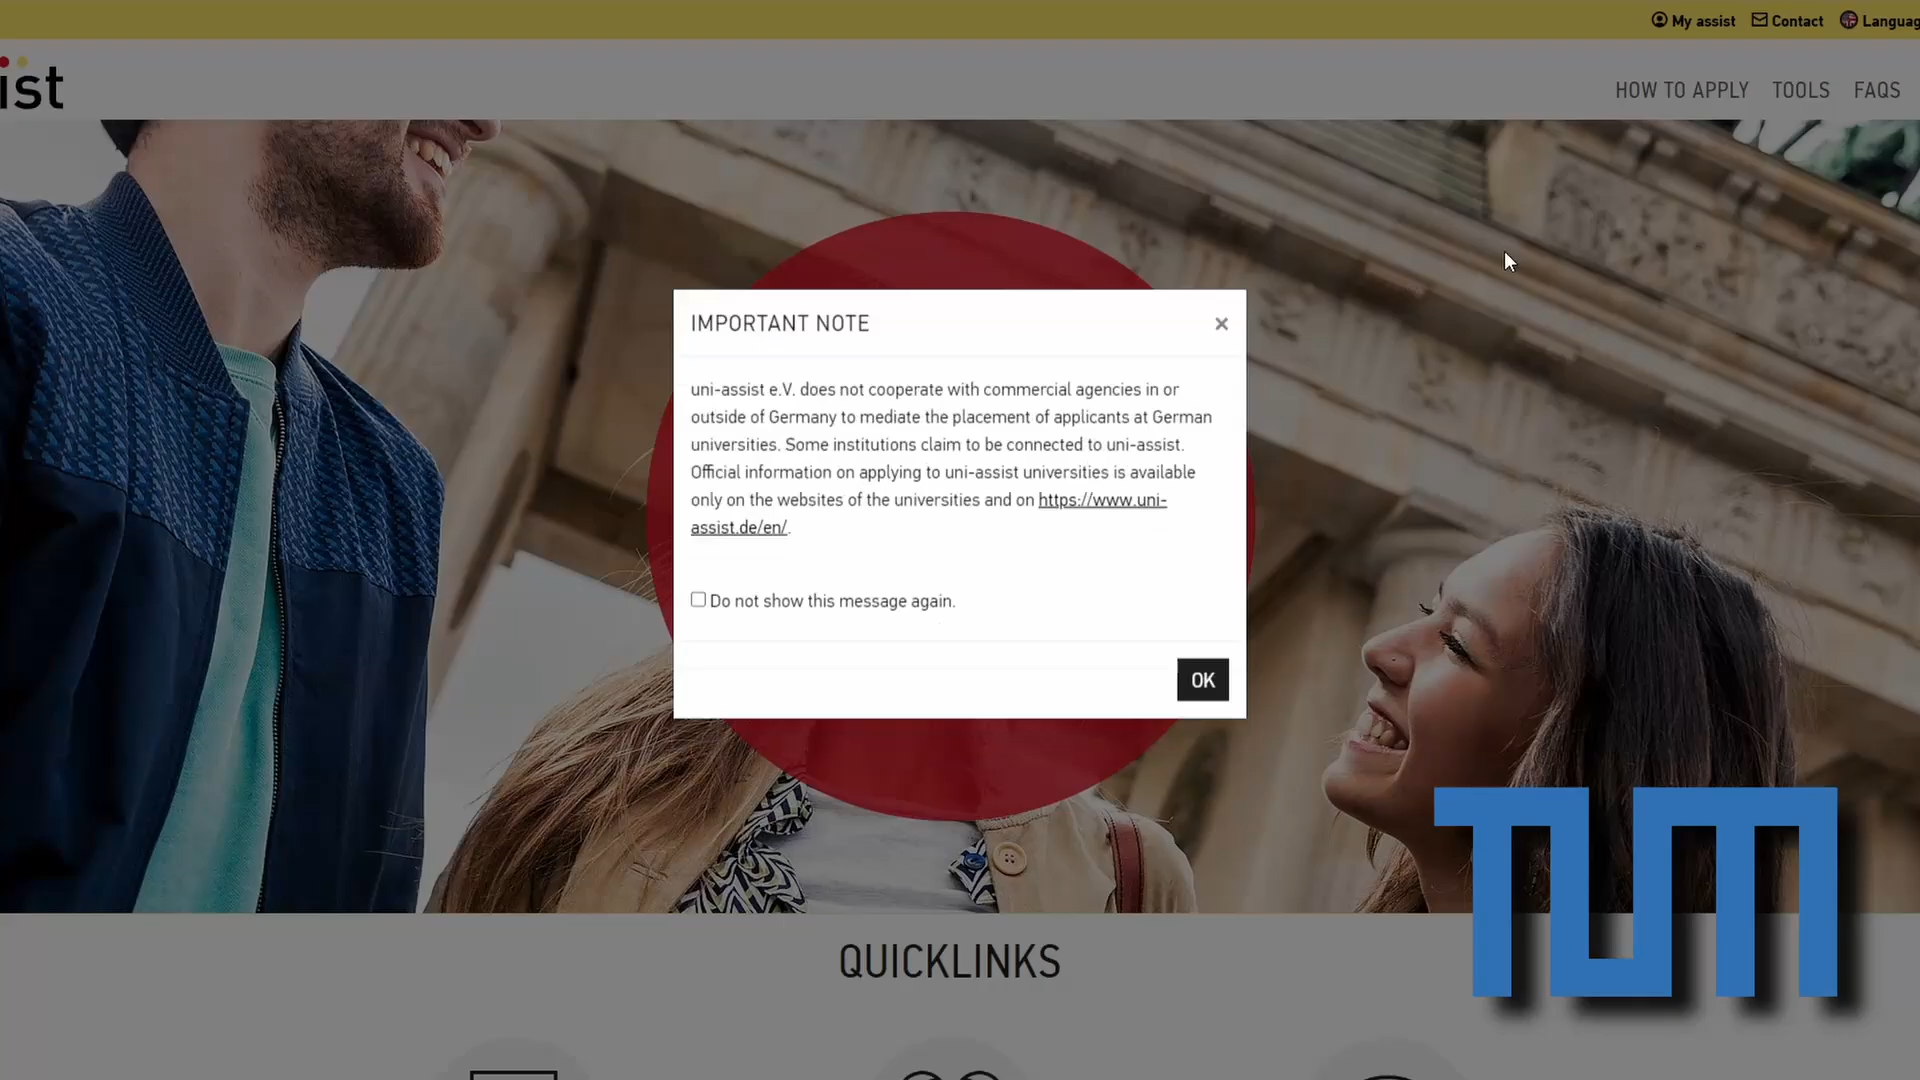 My assist Contact Languag
ist
HOW TO APPLY TOOLS FAQS
IMPORTANT NOTE ×
uni-assist e.V. does not cooperate with commercial agencies in or
outside of Germany to mediate the placement of applicants at German
universities. Some institutions claim to be connected to uni-assist.
Official information on applying to uni-assist universities is available
only on the websites of the universities and on https://www.uni-
assist.de/en/.
Do not show this message again.
OK
TUM
QUICKLINKS